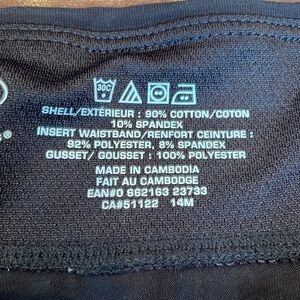 30C
SHELL/EXTÉRIEUR : 90% COTTON/COTON
10% SPANDEX
INSERT WAISTBAND/RENFORT CEINTURE :
92% POLYESTER, 8% SPANDEX
GUSSET/ GOUSSET : 100% POLYESTER
MADE IN CAMBODIA
FAIT AU CAMBODGE
EAN#0 662163 23733
CA#51122 14M